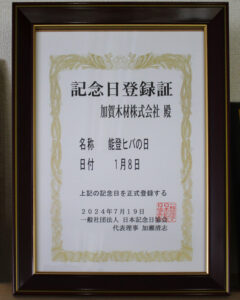 記念日登録証
加賀木材株式会社 殿
名称 能登ヒバの日
日付 1月8日
上記の記念日を正式登録する
2024年7月19日
一般社団法人 日本記念日協会
代表理事 加瀬清志